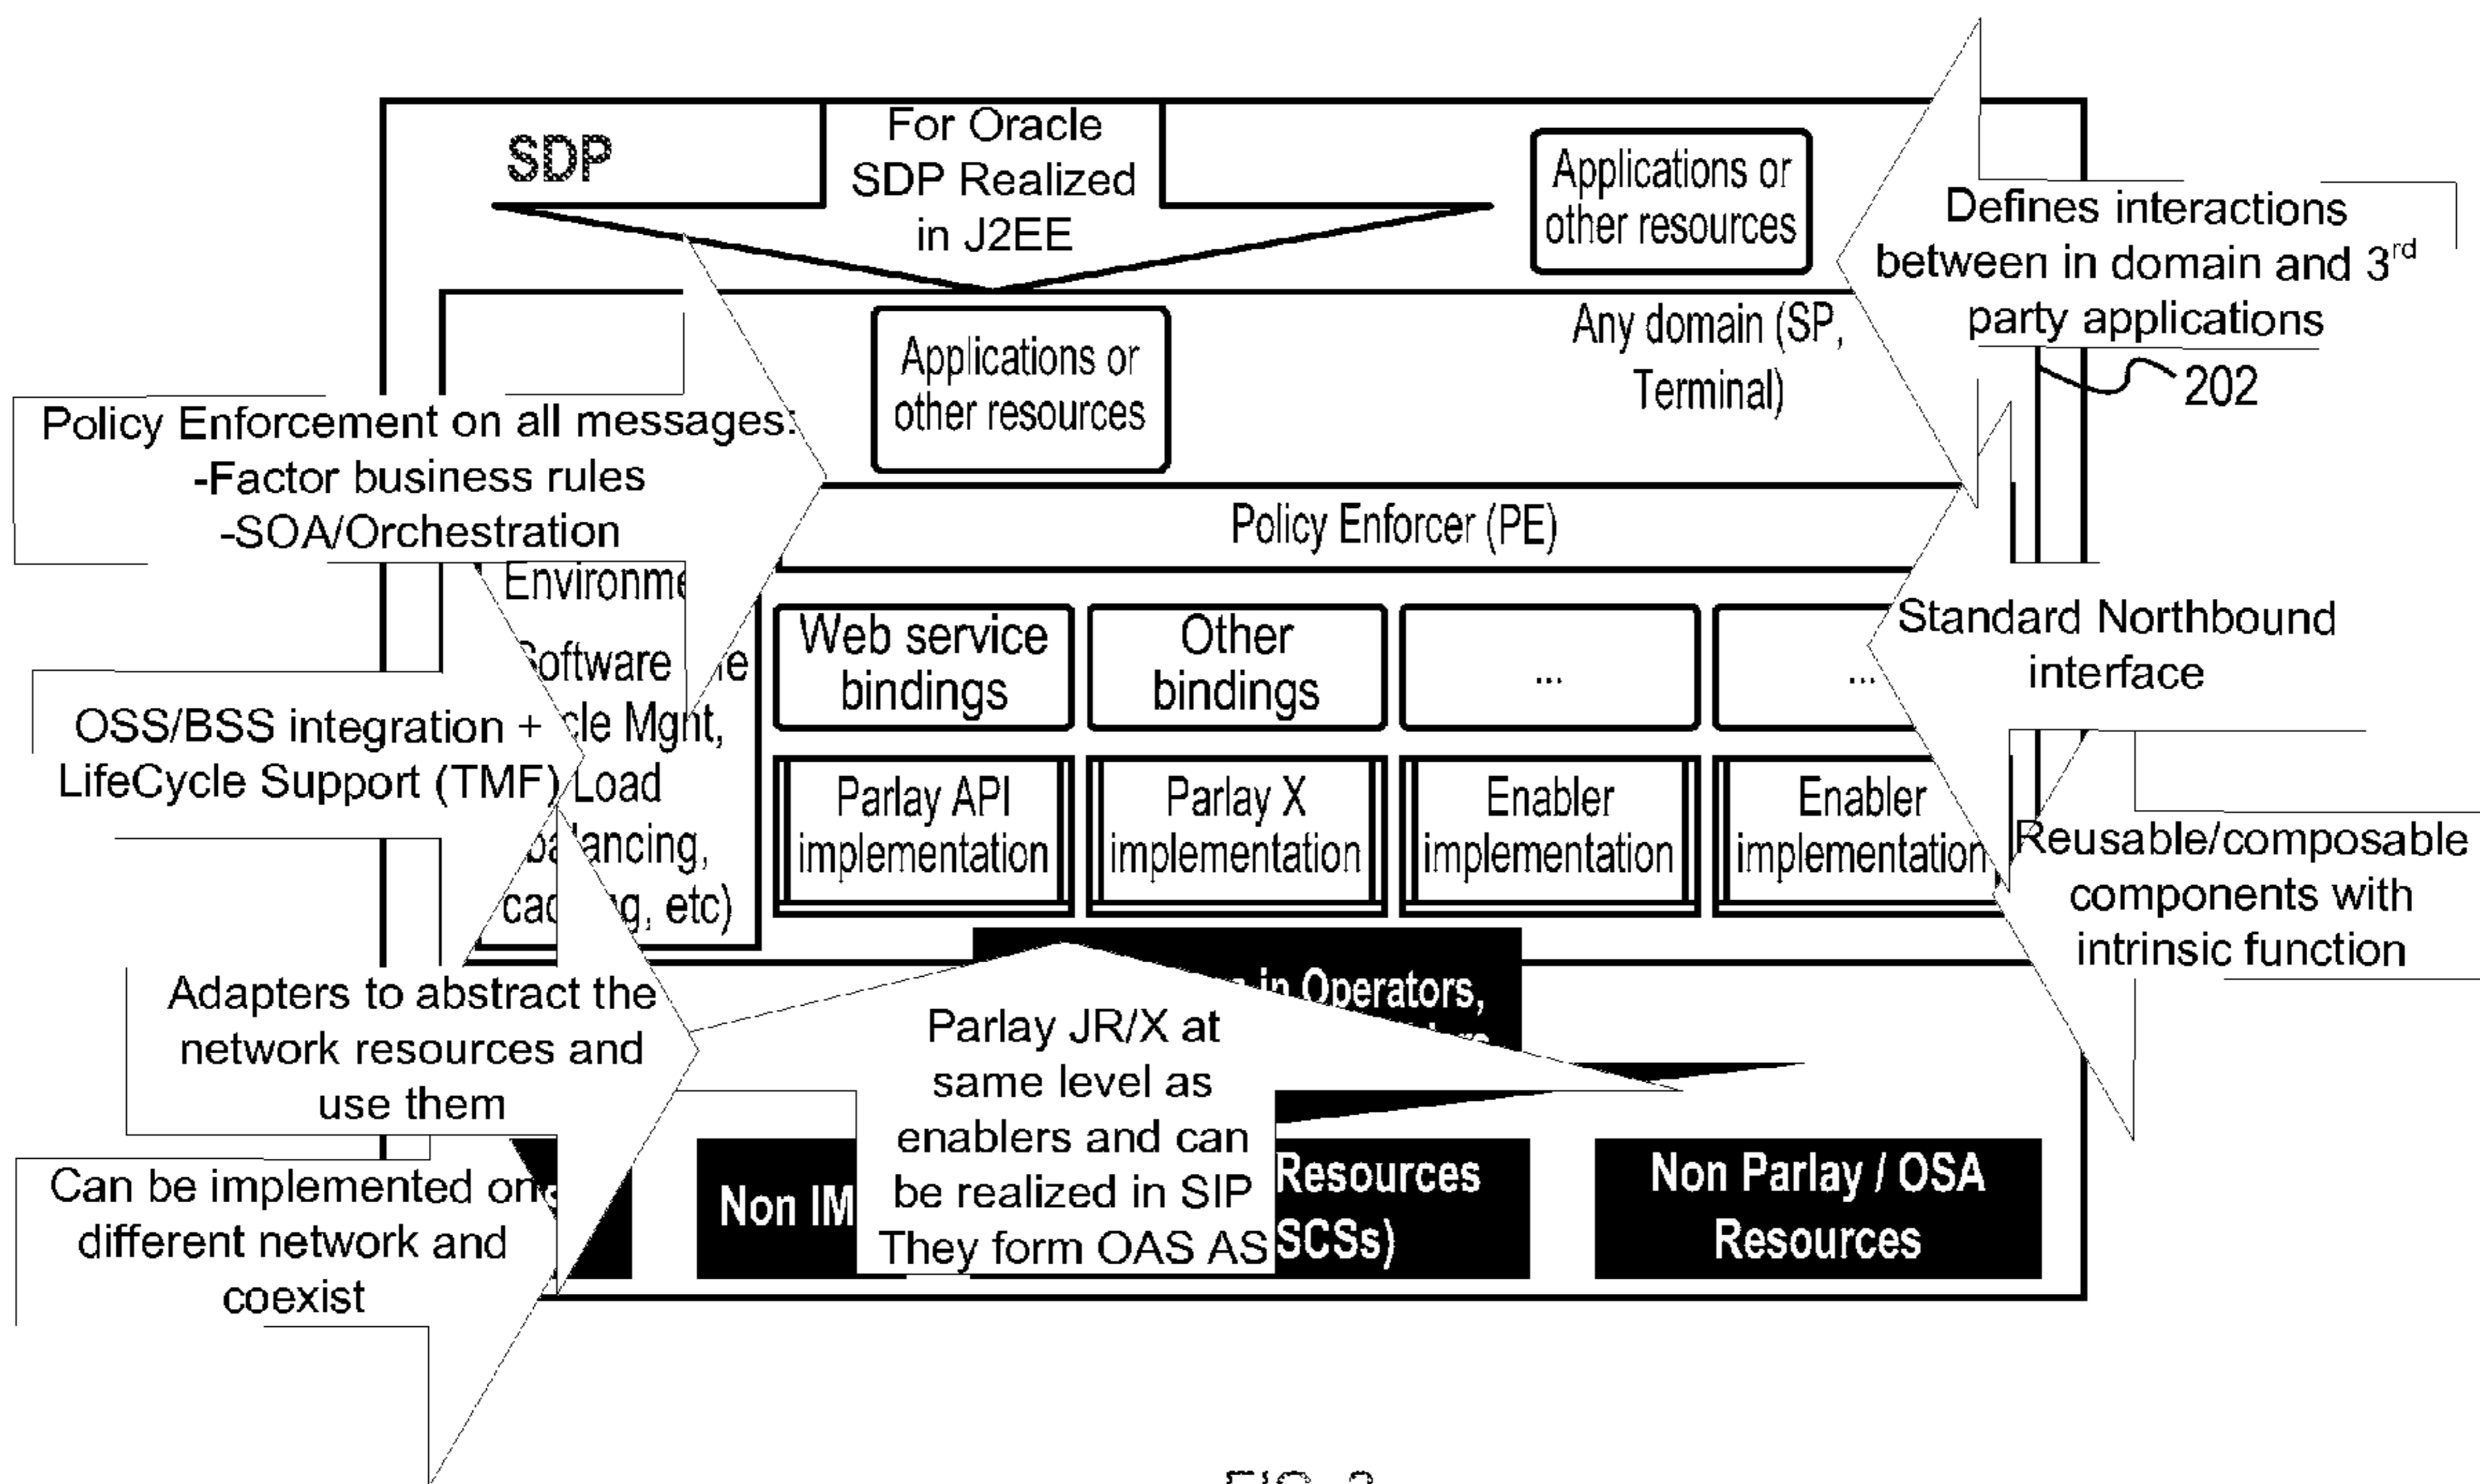 SDP
For Oracle
SDP Realized
in J2EE
Applications or
other resources
Defines interactions
between in domain and 3rd
party applications
202
Any domain (SP,
Terminal)
Applications or
other resources
Policy Enforcement on all messages:
-Factor business rules
-SOA/Orchestration
Policy Enforcer (PE)
Standard Northbound
interface
Web service
bindings
Other
bindings
...
...
Mgnt,
Load
etc)
OSS/BSS integration +
LifeCycle Support (TMF)
Parlay API
implementation
Parlay X
implementation
Enabler
implementation
Enabler
implementation
Reusable/composable
components with
intrinsic function
in Operators,
Adapters to abstract the
network resources and
use them
Parlay JR/X at
same level as
enablers and can
be realized in SIP
They form OAS AS
Can be implemented on
different network and
coexist
Non
Resources
SCSs)
Non Parlay / OSA
Resources